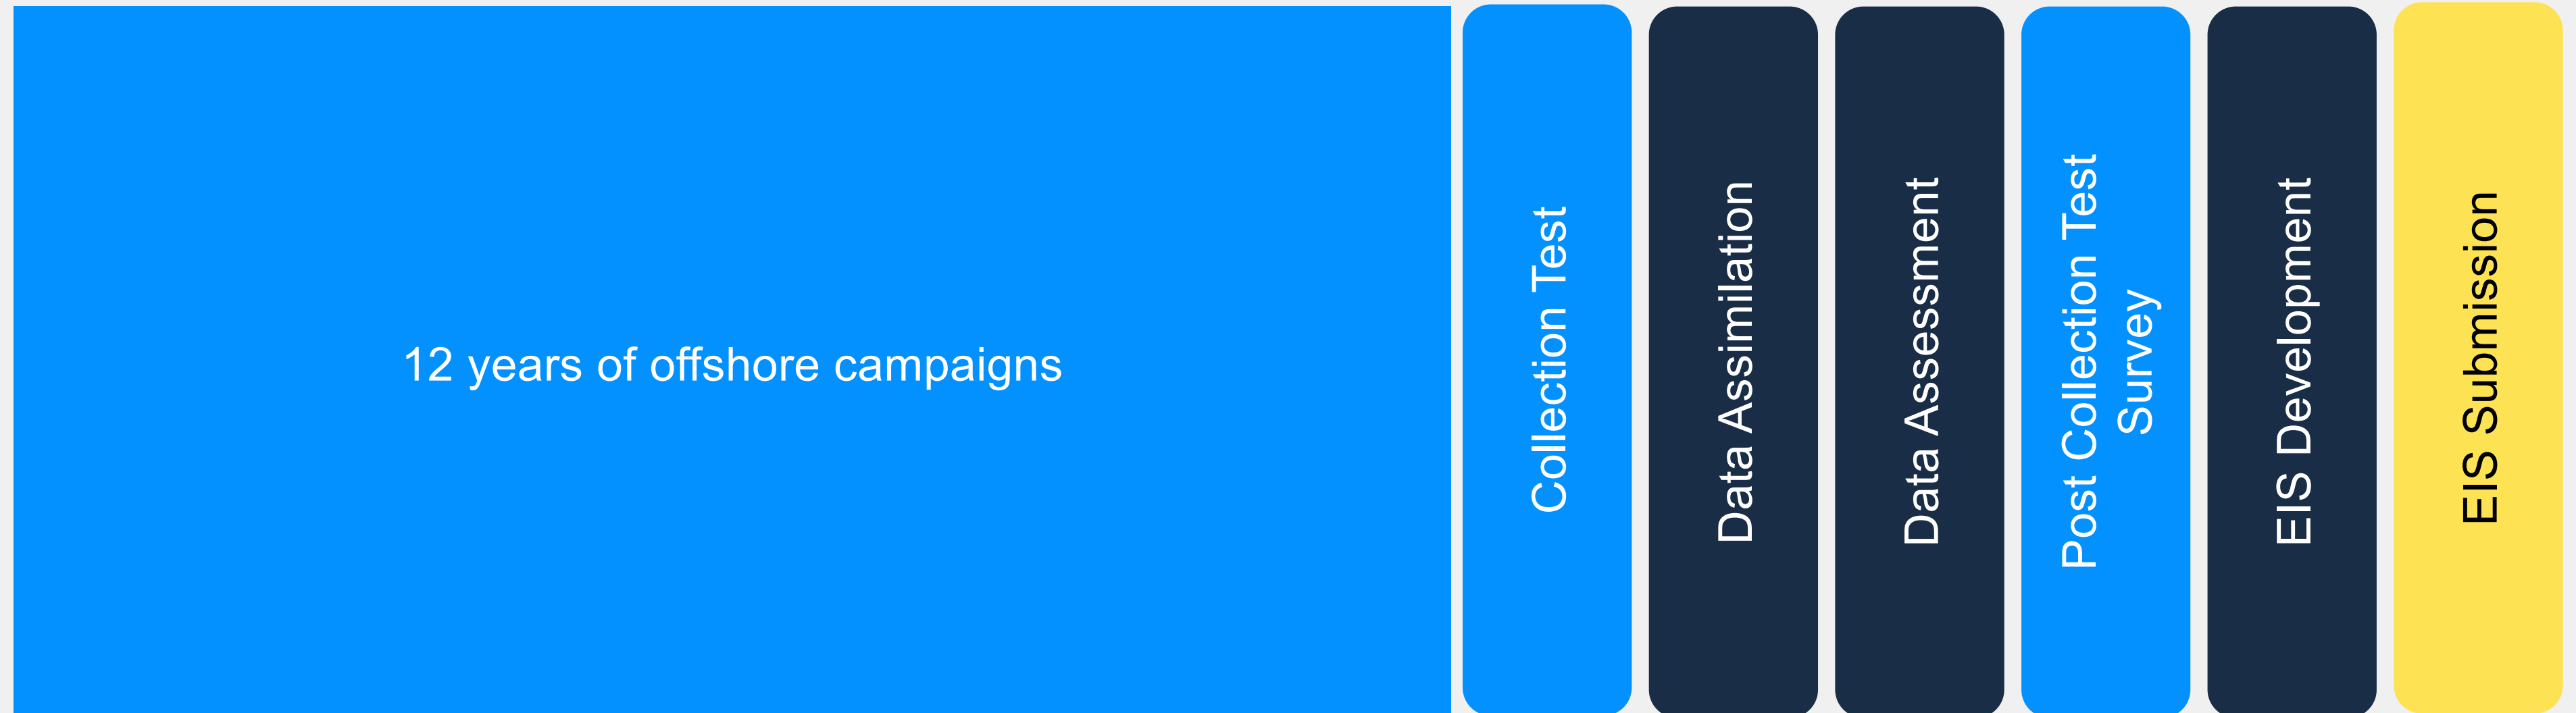 12 years of offshore campaigns
Collection Test
Data Assimilation
Data Assessment
Post Collection Test
Survey
EIS Development
EIS Submission